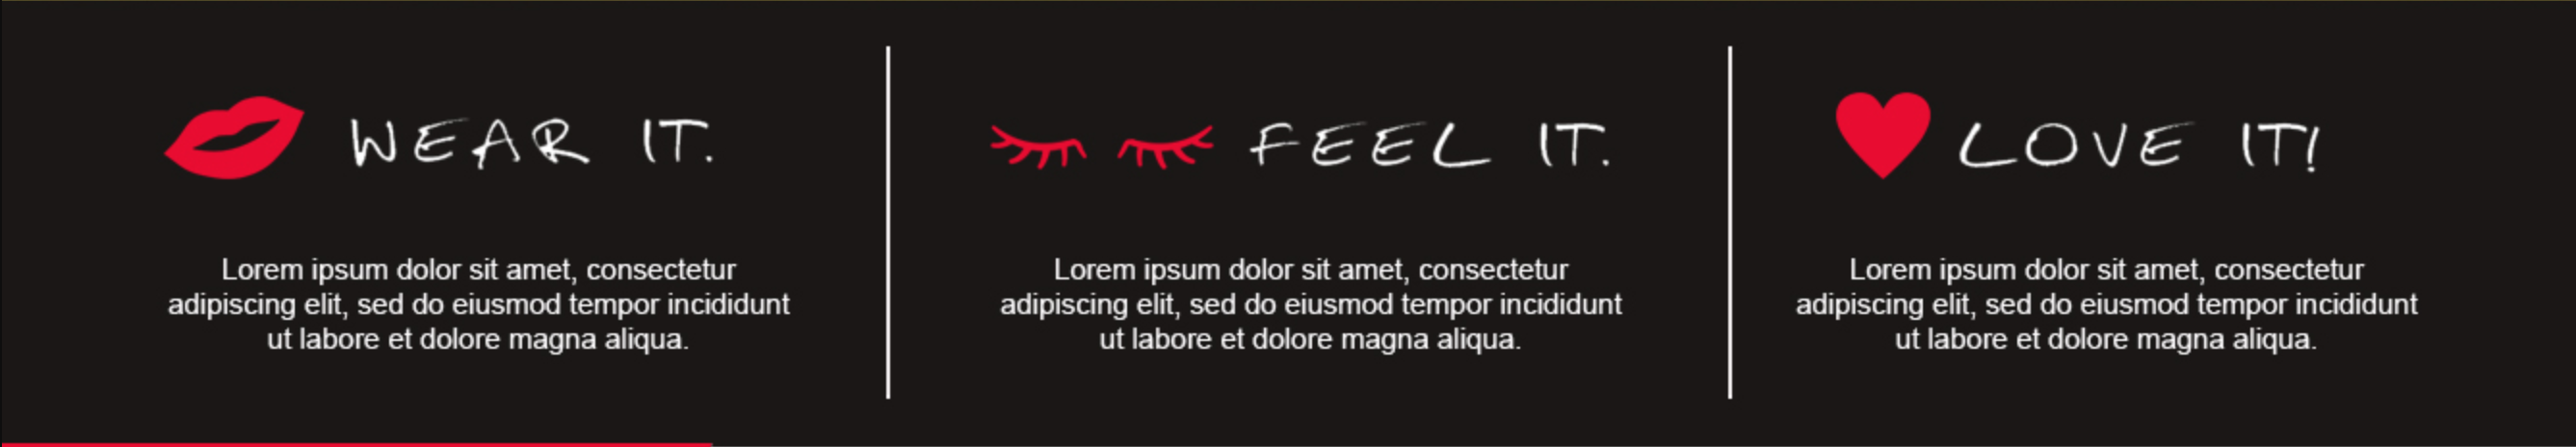 WEAR IT.
Lorem ipsum dolor sit amet, consectetur
adipiscing elit, sed do eiusmod tempor incididunt
ut labore et dolore magna aliqua.
FEEL IT.
Lorem ipsum dolor sit amet, consectetur
adipiscing elit, sed do eiusmod tempor incididunt
ut labore et dolore magna aliqua.
LOVE IT!
Lorem ipsum dolor sit amet, consectetur
adipiscing elit, sed do eiusmod tempor incididunt
ut labore et dolore magna aliqua.